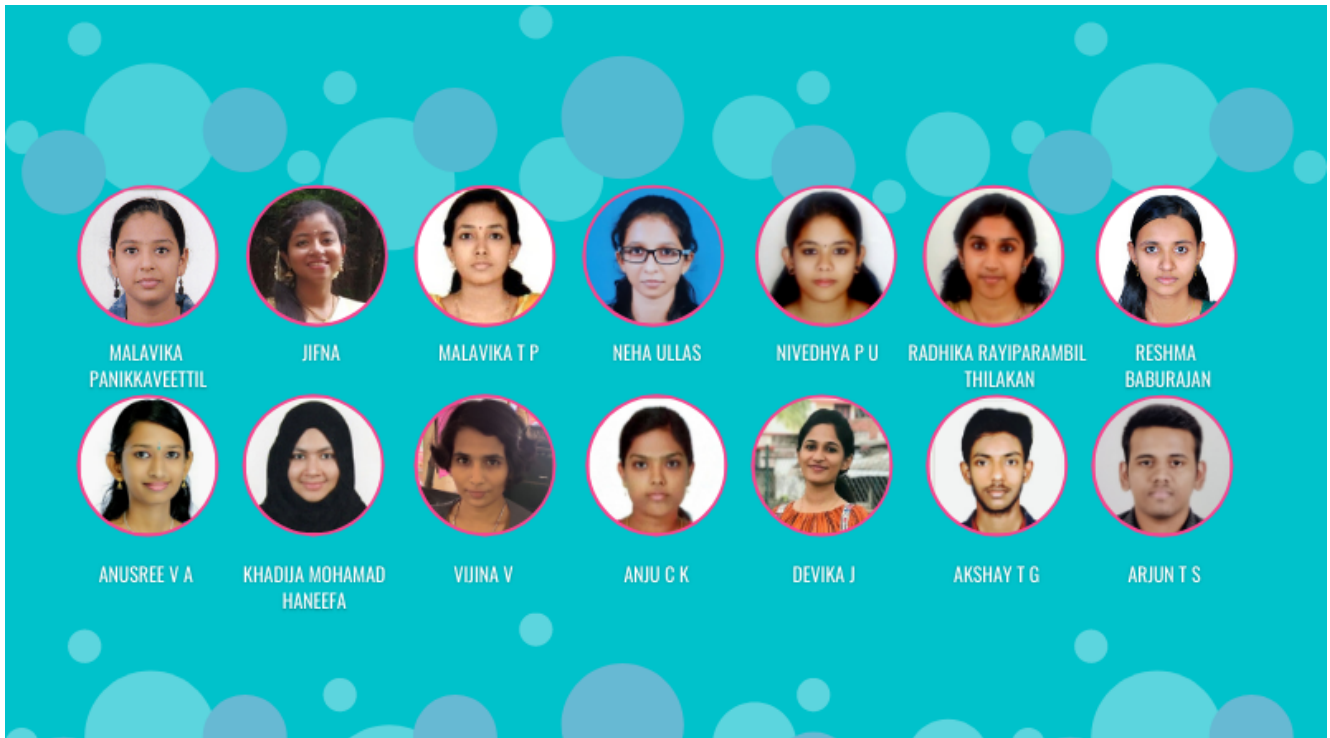 MALAVIKA
PANIKKAVEETTIL
JIFNA
MALAVIKA T P
NEHA ULLAS
NIVEDHYA P U
RADHIKA RAYIPARAMBIL
THILAKAN
RESHMA
BABURAJAN
ANUSREE V A
KHADIJA MOHAMAD
HANEEFA
VIJINA V
ANJU C K
DEVIKA J
AKSHAY T G
ARJUN T S